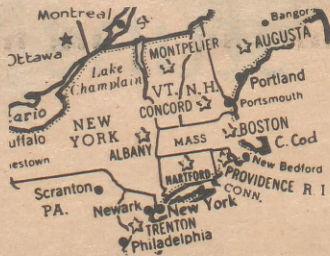 Montreal
St
Bangor
Ottawa
MONTPELIER
AUGUSTA
Lake
Champlain
VT.
N.H.
Portland
CONCORD
Portsmouth
ario
uffalo
NEW
YORK
ALBANY
MASS
BOSTON
C. Cod
estown
HARTFORD
New Bedford
PROVIDENCE R I
CONN.
Scranton
PA.
Newark
New York
TRENTON
Philadelphia